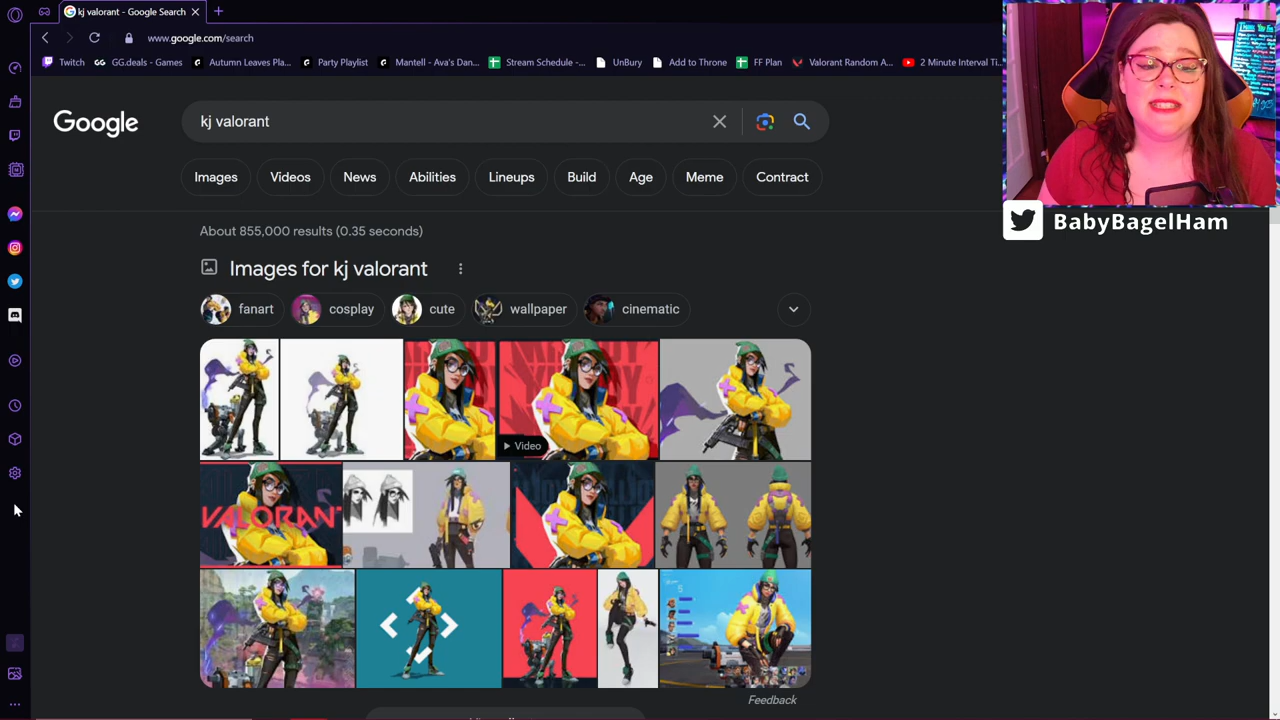 kj valorant - Google Search
www.google.com/search
Twitch
GG.deals - Games
Autumn Leaves Pla...
Party Playlist
Mantell - Ava's Dan...
Stream Schedule -...
UnBury
Add to Throne
FF Plan
Valorant Random A...
2 Minute Interval Ti...
BabyBagelHam
Google
kj valorant
Images
Videos
News
Abilities
Lineups
Build
Age
Meme
Contract
About 855,000 results (0.35 seconds)
Images for kj valorant
fanart
cosplay
cute
wallpaper
cinematic
Video
VALORANT
Feedback